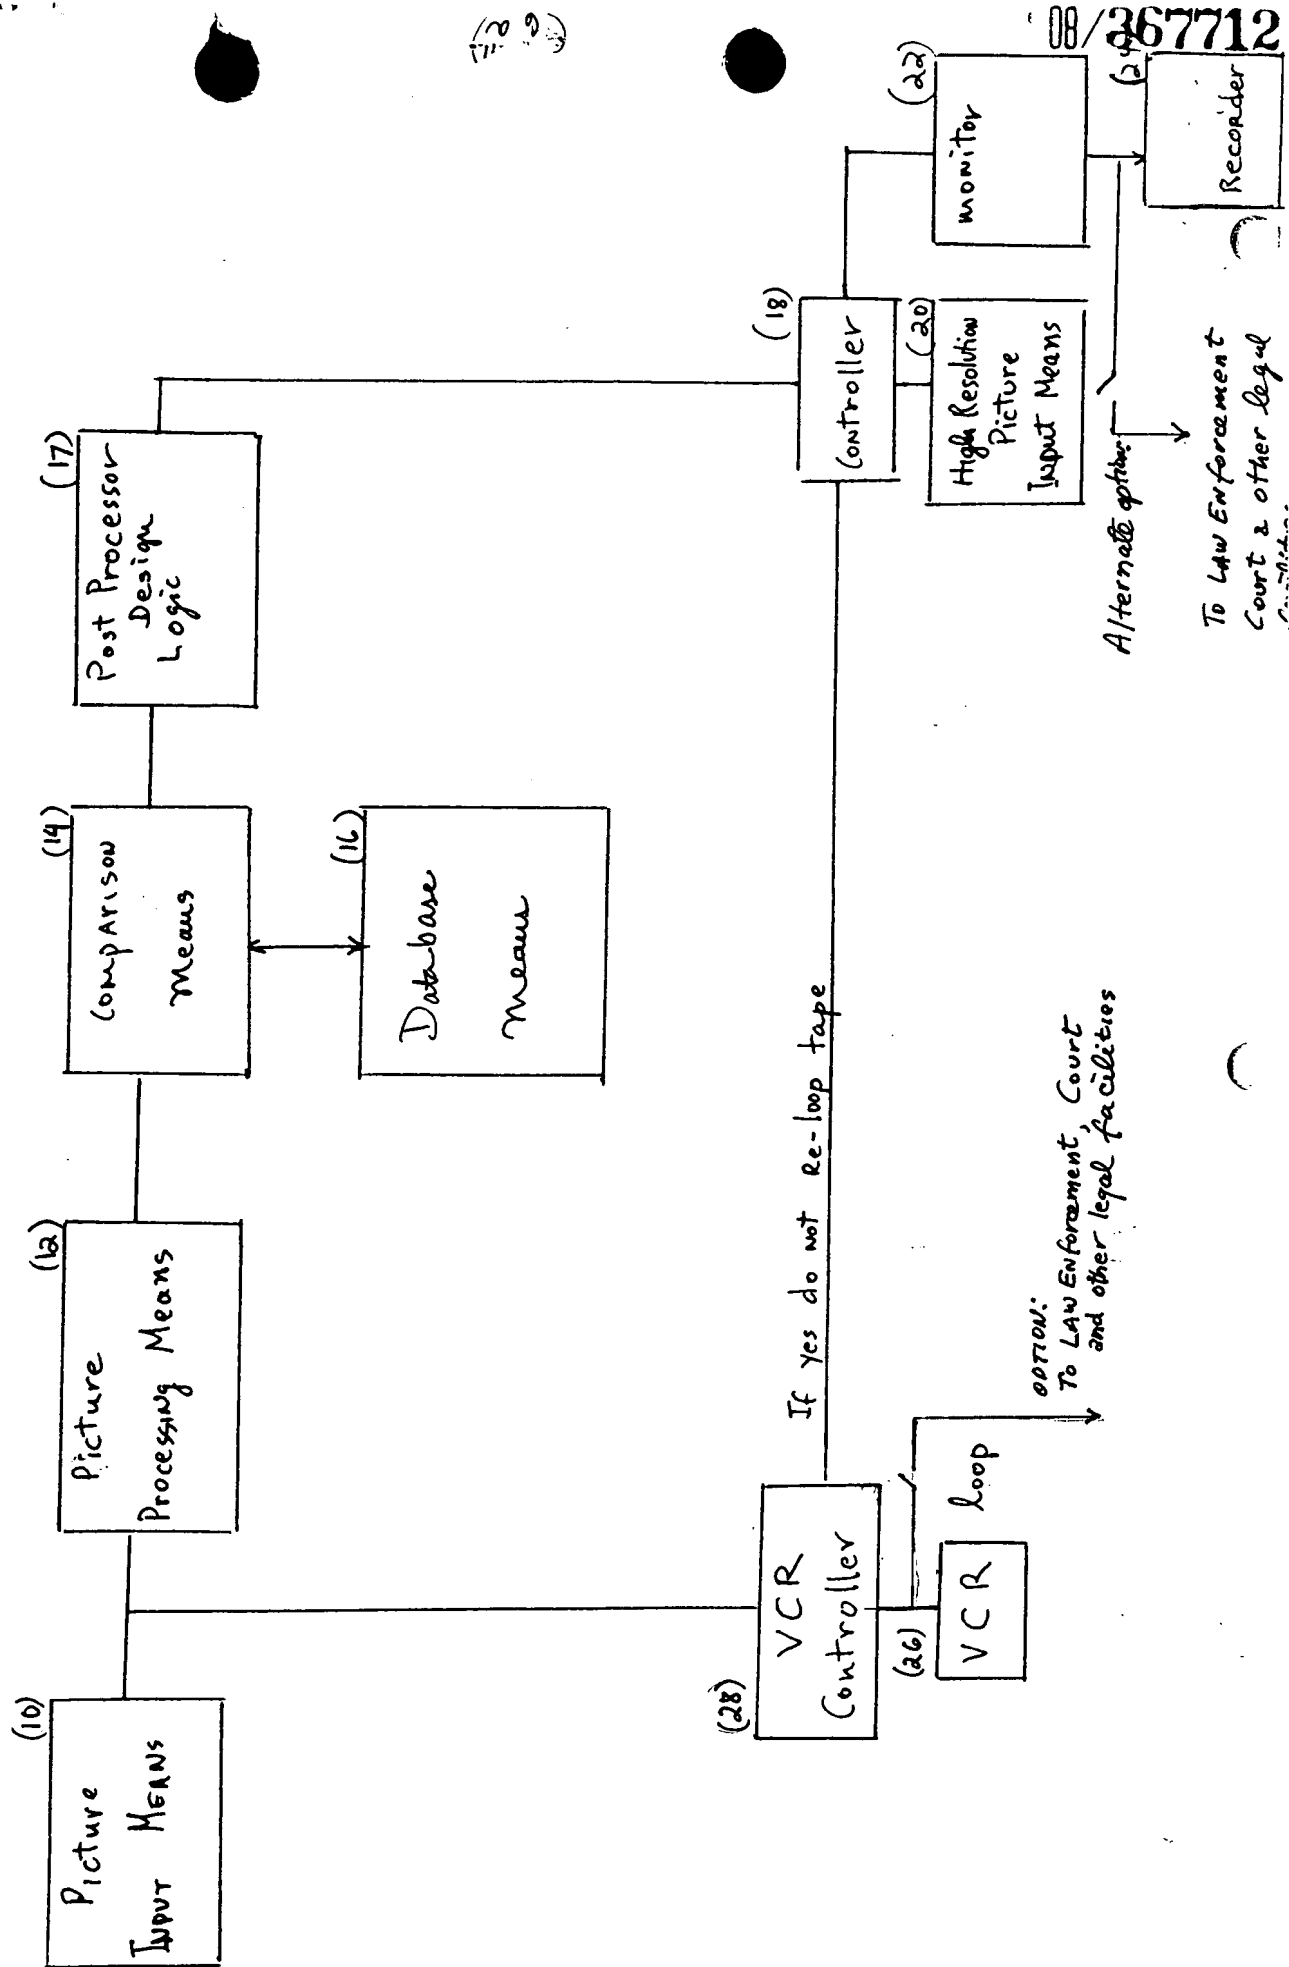 08/367712
(10)
Picture
INPUT MEANS
(12)
Picture
Processing Means
(14)
Comparison
Means
(16)
Database
Means
(17)
Post Processor
Design
Logic
(28)
VCR
Controller
(26)
VCR
loop
OPTION:
To LAW Enforcement, Court
and other legal facilities
If yes do not Re-loop tape
(18)
Controller
(20)
High Resolution
Picture
Input Means
(22)
monitor
Recorder
Alternate option:
To LAW Enforcement
Court & other legal